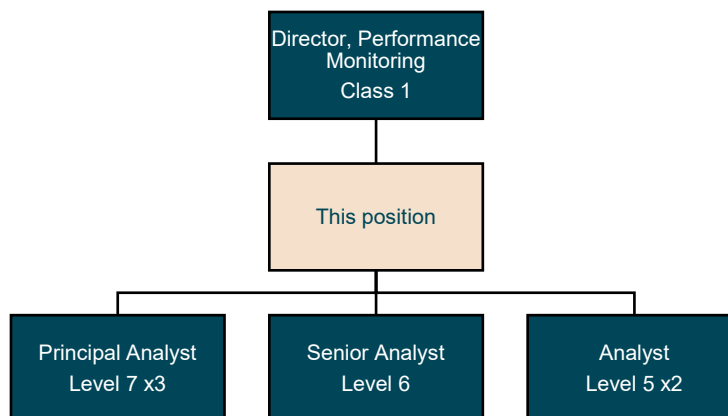 Director, Performance
Monitoring
Class 1
This position
Principal Analyst
Level 7 x3
Senior Analyst
Level 6
Analyst
Level 5 x2